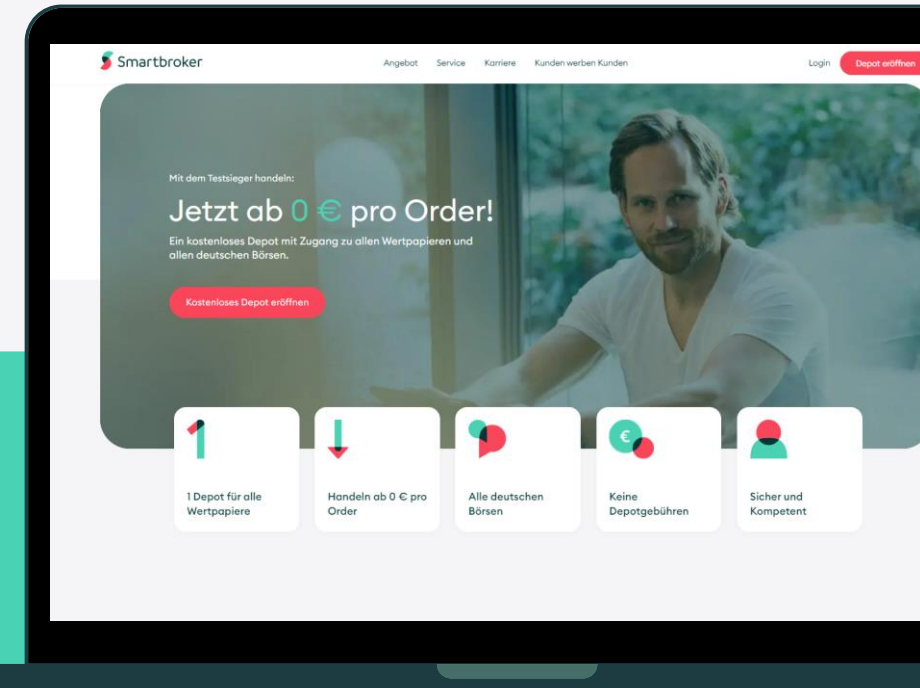 Smartbroker
Angebot Service Karriere Kunden werben Kunden Login Depot eröffnen
Mit dem Testsieger handeln:
Jetzt ab 0 € pro Order!
Ein kostenloses Depot mit Zugang zu allen Wertpapieren und
allen deutschen Börsen.
Kostenloses Depot eröffnen
€
1 Depot für alle
Wertpapiere
Handeln ab 0 € pro
Order
Alle deutschen
Börsen
Keine
Depotgebühren
Sicher und
Kompetent